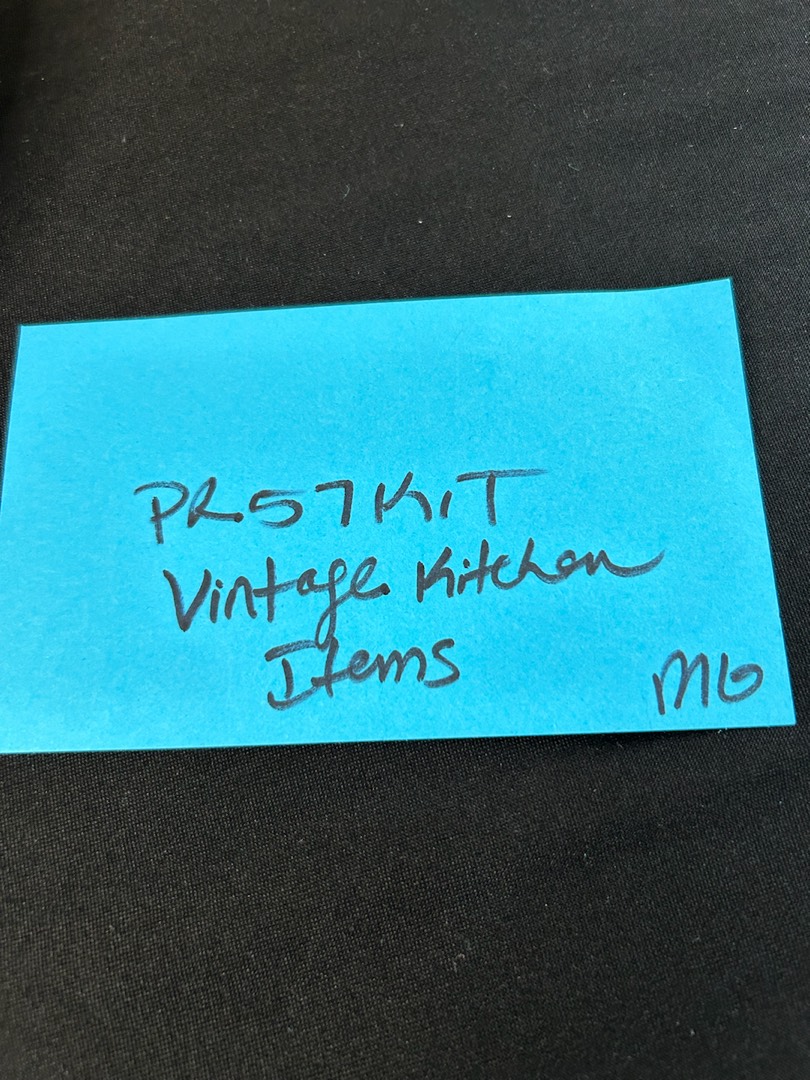 PR57KIT
Vintage Kitchen
Items
MG